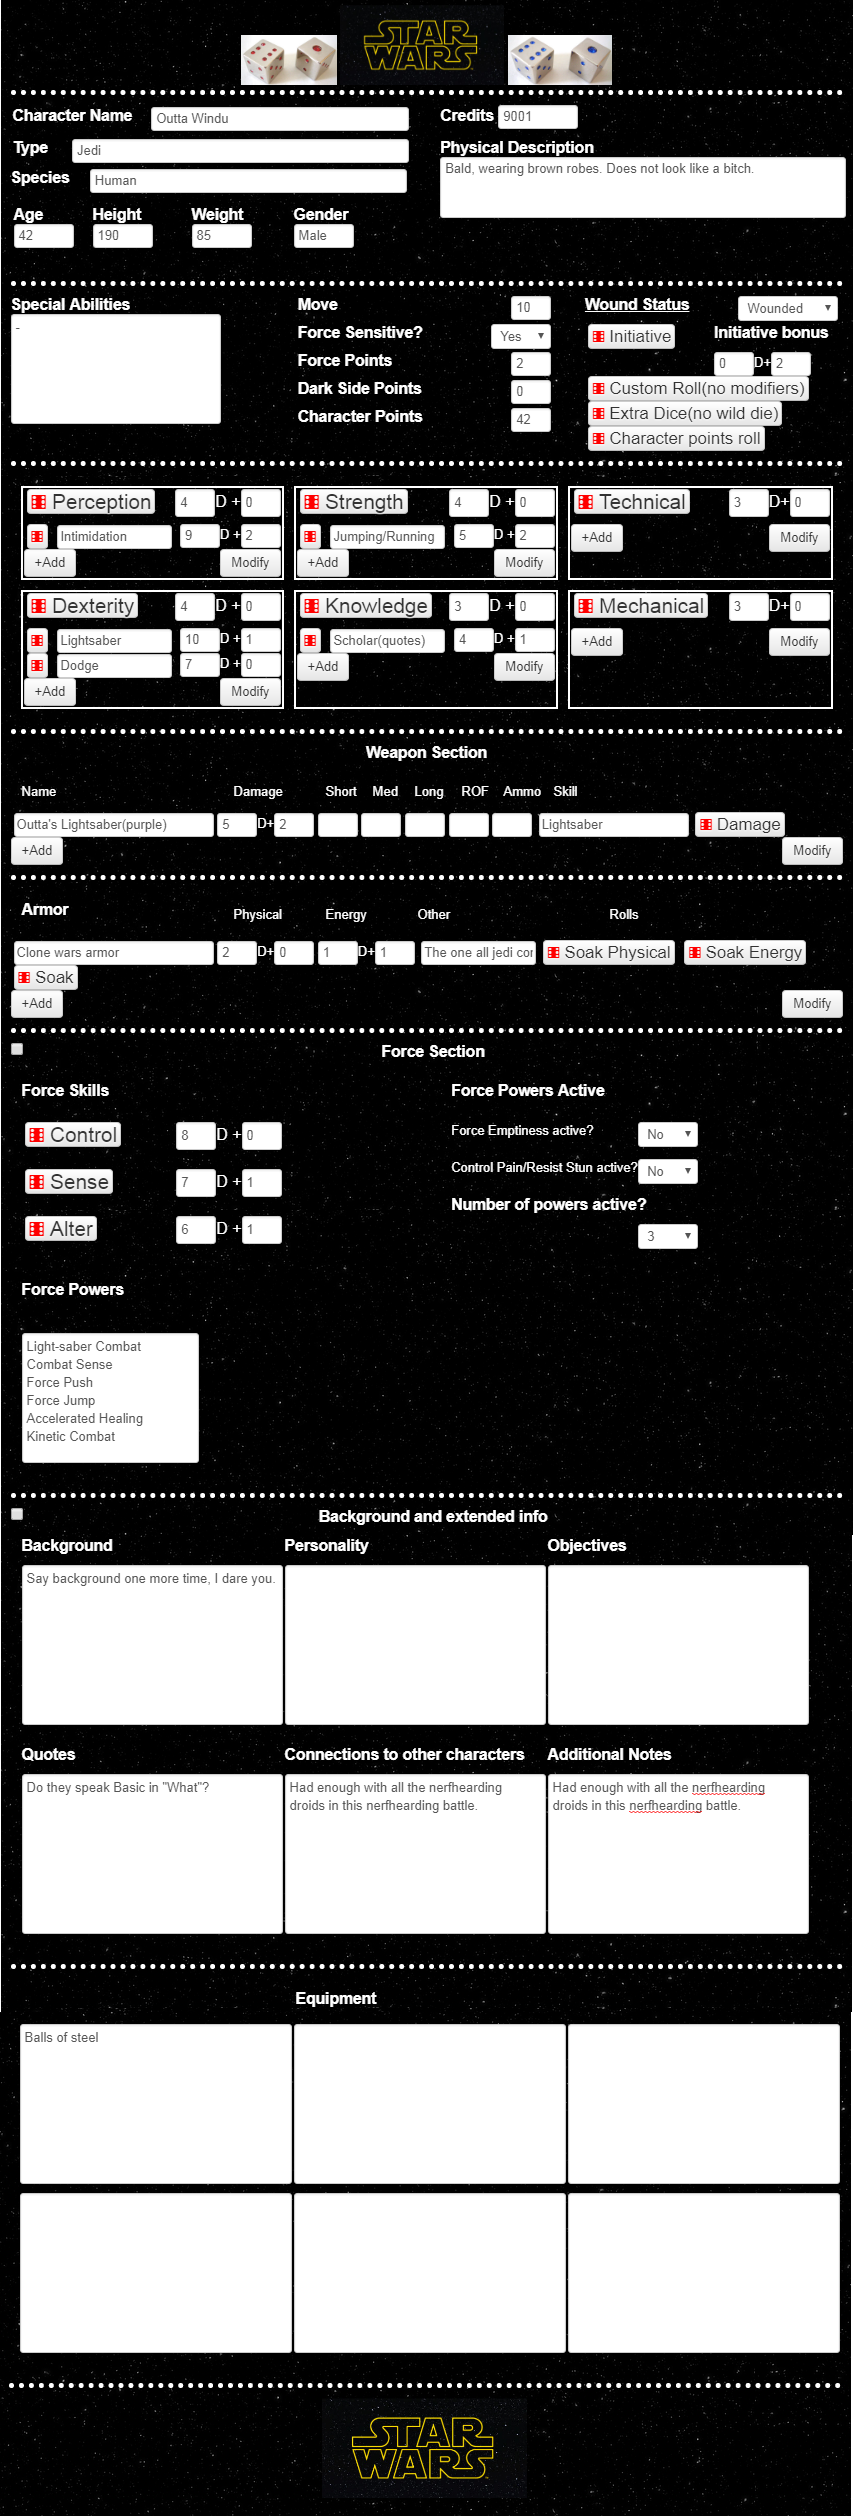 STAR
WARS
Character Name Outta Windu Credits 9001
Type Jedi Physical Description
Species Human Bald, wearing brown robes. Does not look like a bitch.
Age Height Weight Gender
42 190 85 Male
Special Abilities Move 10 Wound Status Wounded
- Force Sensitive? Yes Initiative Initiative bonus
Force Points 2 0 D+ 2
Dark Side Points 0 Custom Roll(no modifiers)
Character Points 42 Extra Dice(no wild die)
Character points roll
Perception 4 D + 0 Strength 4 D + 0 Technical 3 D+ 0
Intimidation 9 D + 2 Jumping/Running 5 D + 2 +Add Modify
+Add Modify +Add Modify
Dexterity 4 D + 0 Knowledge 3 D + 0 Mechanical 3 D+ 0
Lightsaber 10 D + 1 Scholar(quotes) 4 D + 1 +Add Modify
Dodge 7 D + 0 +Add Modify
+Add Modify
Weapon Section
Name Damage Short Med Long ROF Ammo Skill
Outta's Lightsaber(purple) 5 D+ 2 Lightsaber Damage
+Add Modify
Armor Physical Energy Other Rolls
Clone wars armor 2 D+ 0 1 D+ 1 The one all jedi cor Soak Physical Soak Energy
Soak
+Add Modify
Force Section
Force Skills Force Powers Active
Control 8 D + 0 Force Emptiness active? No
Sense 7 D + 1 Control Pain/Resist Stun active? No
Number of powers active?
Alter 6 D + 1 3
Force Powers
Light-saber Combat
Combat Sense
Force Push
Force Jump
Accelerated Healing
Kinetic Combat
Background and extended info
Background Personality Objectives
Say background one more time, I dare you.
Quotes Connections to other characters Additional Notes
Do they speak Basic in "What"? Had enough with all the nerfhearding Had enough with all the nerfhearding
droids in this nerfhearding battle. droids in this nerfhearding battle.
Equipment
Balls of steel
STAR
WARS